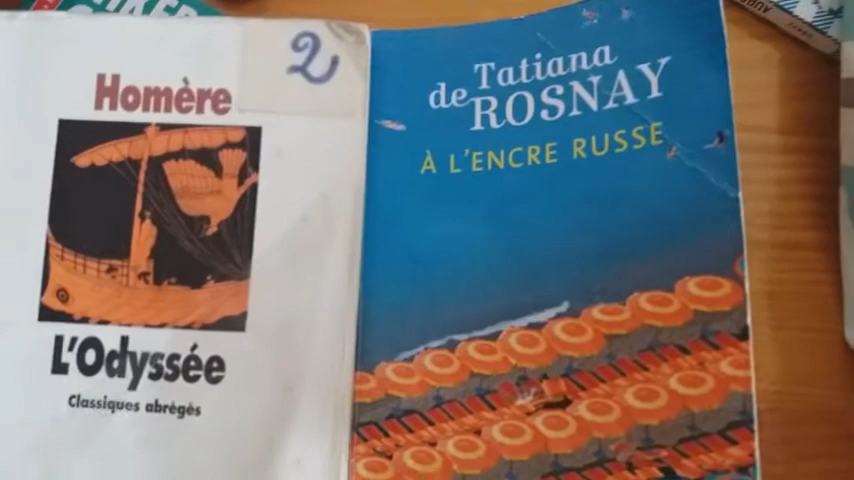 2
Homère
L'Odyssée
Classiques abrégés
de Tatiana
ROSNAY
À L'ENCRE RUSSE